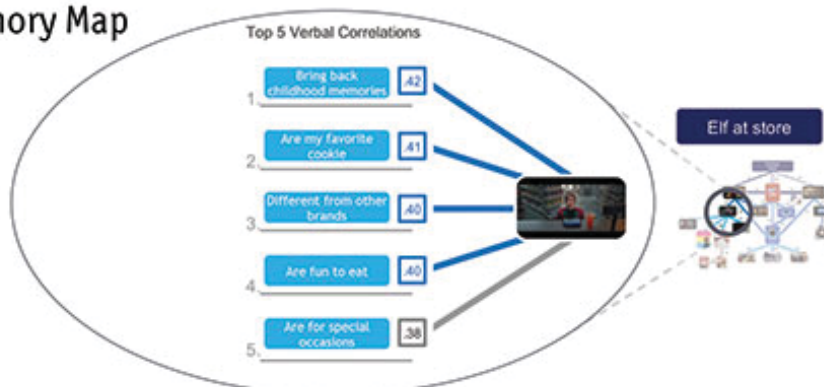 mory Map
Top 5 Verbal Correlations
1.
Bring back
childhood memories
.42
2.
Are my favorite
cookie
.41
3.
Different from other
brands
.40
4.
Are fun to eat
.40
5.
Are for special
occasions
.38
Elf at store